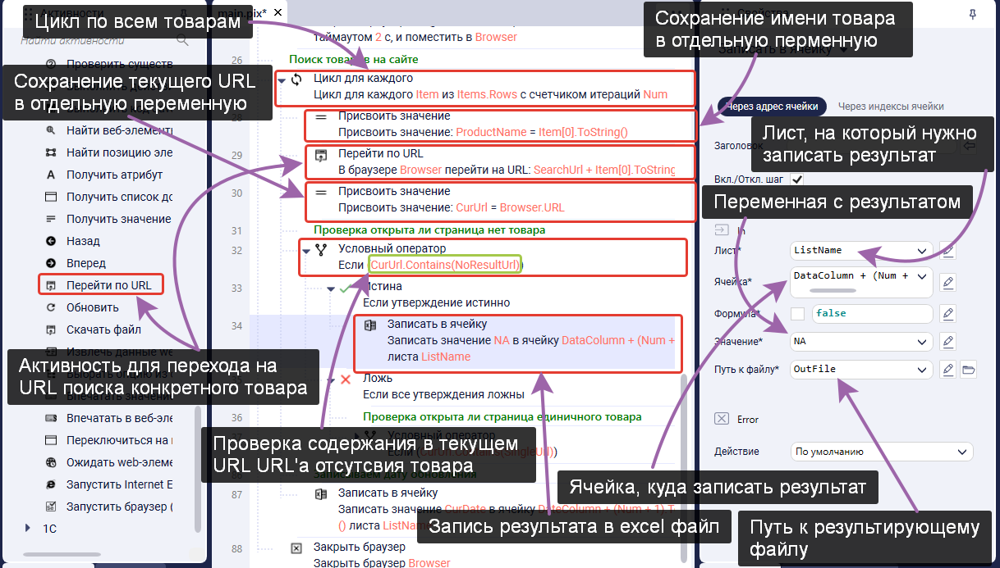 Активности
Найти активности
Цикл по всем товарам
Проверить существ
Сохранение текущего URL
в отдельную переменную
Найти веб-элемент
Найти позицию эле
Получить атрибут
Получить список до
Получить значение
Назад
Вперед
Перейти по URL
Обновить
Скачать файл
Извлечь данные we
Активность для перехода на
URL поиска конкретного товара
Впечатать в веб-эле
Переключиться на
Ожидать web-элеме
Запустить Internet E
Запустить браузер (
1C
main.pix*
таймаутом 2 с, и поместить в Browser
26
Поиск товаров на сайте
Цикл для каждого
Цикл для каждого Item из Items.Rows с счетчиком итераций Num
28
Присвоить значение
Присвоить значение: ProductName = Item[0].ToString()
29
Перейти по URL
В браузере Browser перейти на URL: SearchUrl + Item[0].ToString
30
Присвоить значение
Присвоить значение: CurUrl = Browser.URL
31
Проверка открыта ли страница нет товара
32
Условный оператор
Если (CurUrl.Contains(NoResultUrl))
33
Истина
Если утверждение истинно
34
Записать в ячейку
Записать значение NA в ячейку DataColumn + (Num +
листа ListName
Ложь
Если все утверждения ложны
36
Проверка открыта ли страница единичного товара
Условный оператор
Если (CurUrl.Contains(SingleUrl))
Проверка содержания в текущем
URL URL'а отсутсвия товара
Записываем дату обновления
87
Записать в ячейку
Записать значение CurDate в ячейку DataColumn + (Num + 1).T
() листа ListName
Запись результата в excel файл
88
Закрыть браузер
Закрыть браузер Browser
Свойства
Сохранение имени товара
в отдельную перменную
Записать в ячейку
Через адрес ячейки
Через индексы ячейки
Лист, на который нужно
записать результат
Заголовок
Вкл./Откл. шаг
Переменная с результатом
In
Лист*
ListName
Ячейка*
DataColumn + (Num +
Формула*
false
Значение*
NA
Путь к файлу*
OutFile
Error
Действие
По умолчанию
Ячейка, куда записать результат
Путь к результирующему
файлу